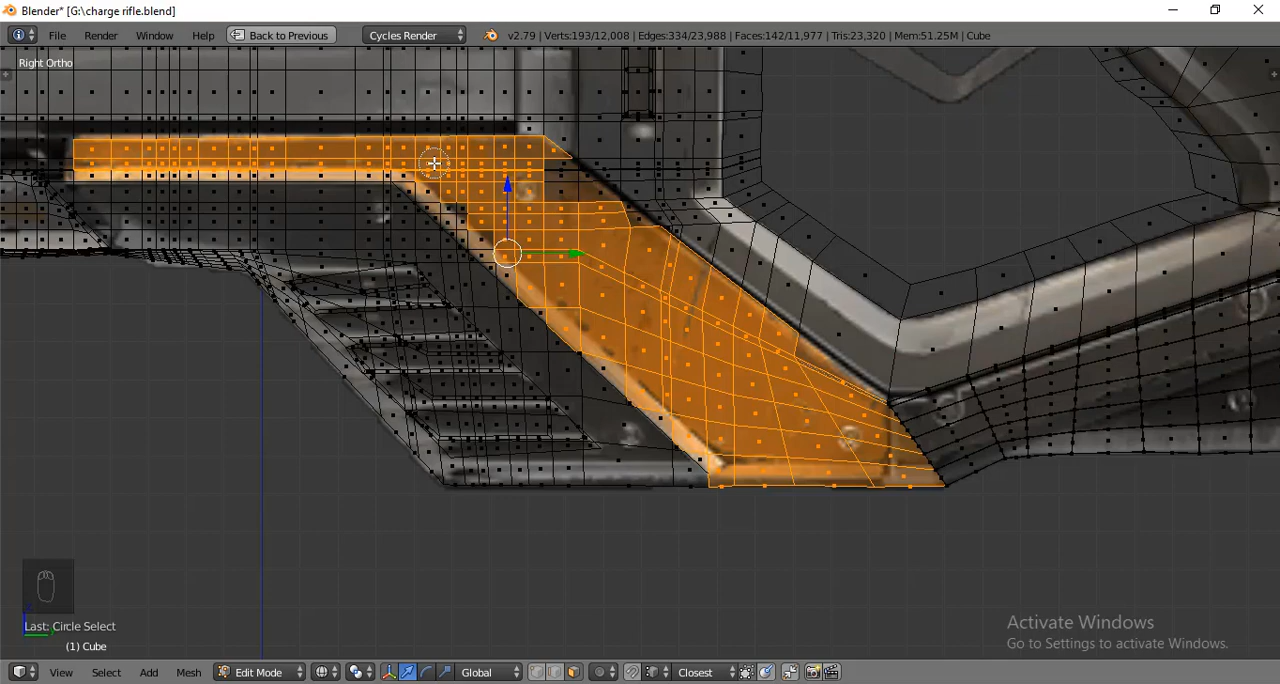 Blender* [G:\charge rifle.blend]
File Render Window Help Back to Previous Cycles Render v2.79 | Verts:193/12,008 | Edges:334/23,988 | Faces:142/11,977 | Tris:23,320 | Mem:51.25M | Cube
Right Ortho
Last: Circle Select
(1) Cube
Activate Windows
Go to Settings to activate Windows.
View Select Add Mesh Edit Mode Global Closest